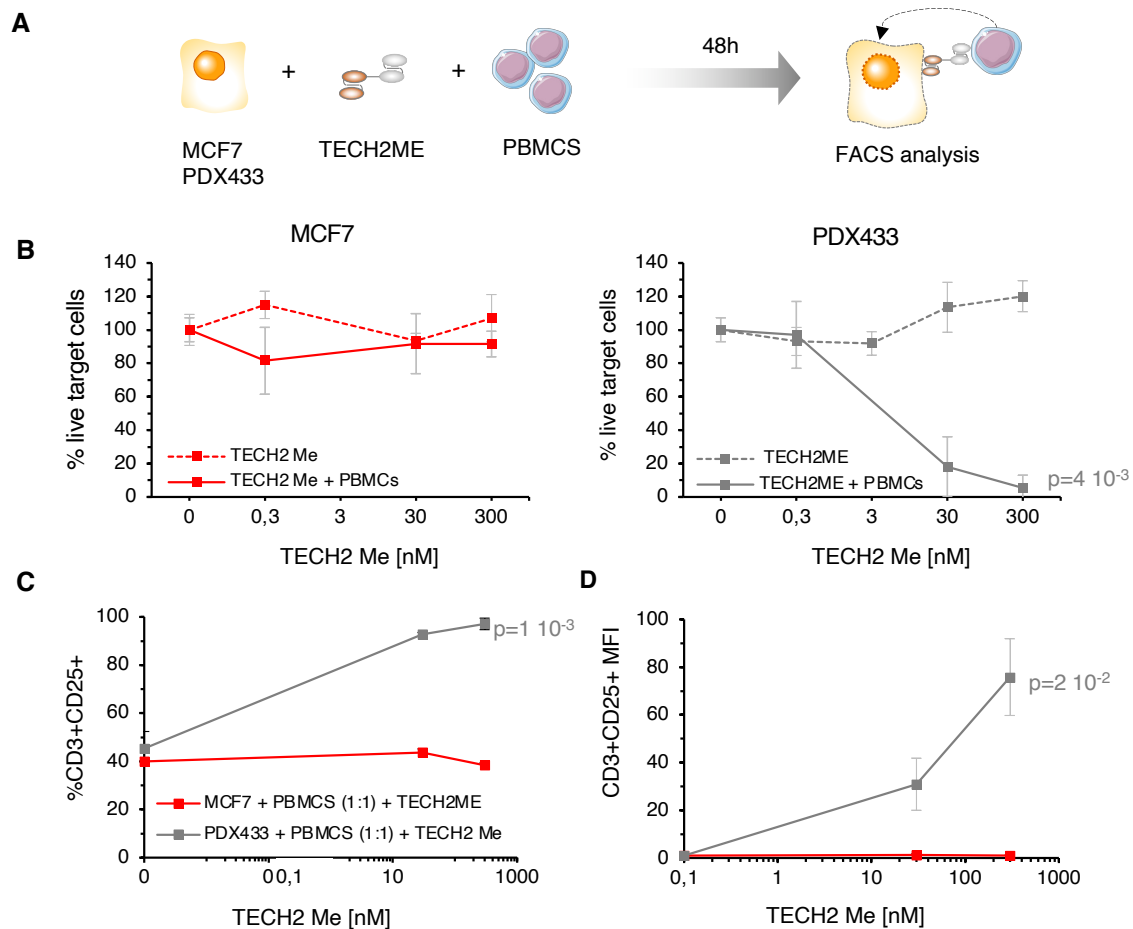 A
48h
+
+
MCF7
PDX433
TECH2ME
PBMCS
FACS analysis
B
MCF7
PDX433
% live target cells
140
120
100
80
60
40
20
0
TECH2 Me
TECH2 Me + PBMCs
0
0,3
3
30
300
TECH2 Me [nM]
% live target cells
140
120
100
80
60
40
20
0
TECH2ME
TECH2ME + PBMCs
p=4 10-3
0
0,3
3
30
300
TECH2 Me [nM]
C
%CD3+CD25+
100
80
60
40
20
0
p=1 10-3
MCF7 + PBMCS (1:1) + TECH2ME
PDX433 + PBMCS (1:1) + TECH2 Me
0
00,1
10
1000
TECH2 Me [nM]
D
CD3+CD25+ MFI
100
80
60
40
20
0
p=2 10-2
0,1
1
10
100
1000
TECH2 Me [nM]